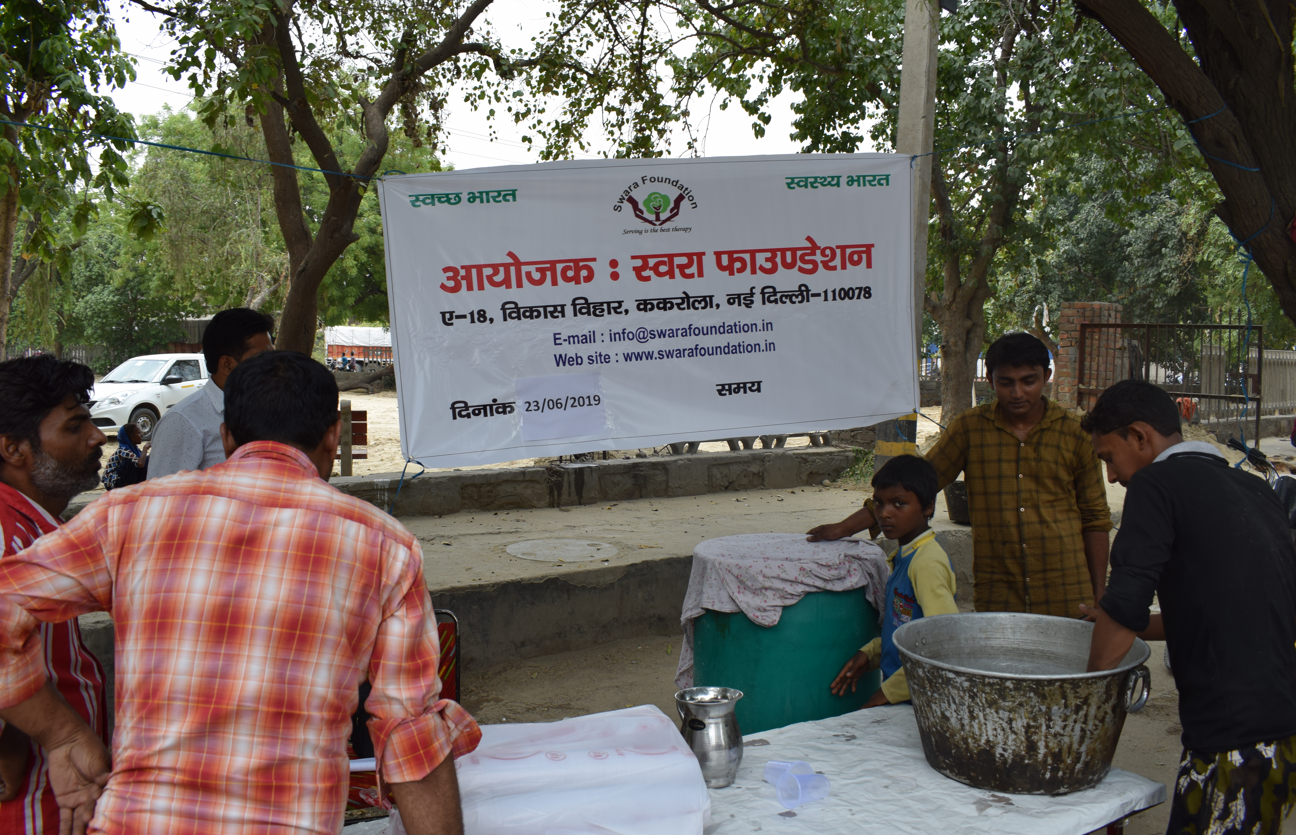 स्वच्छ भारत
Swara Foundation
Serving is the best therapy
स्वस्थ्य भारत
आयोजक : स्वरा फाउण्डेशन
ए-18, विकास विहार, ककरोला, नई दिल्ली-110078
E-mail : info@swarafoundation.in
Web site : www.swarafoundation.in
दिनांक 23/06/2019
समय